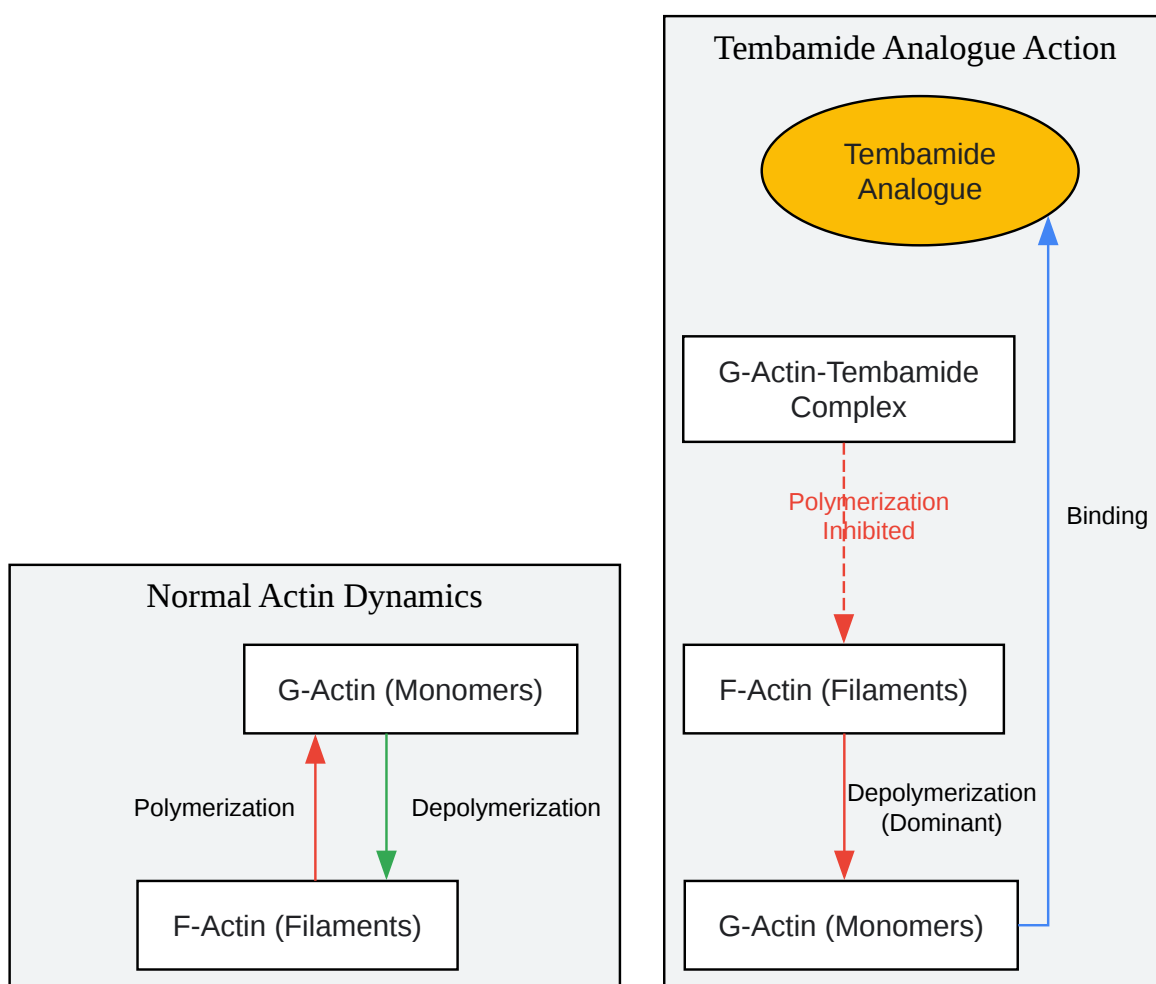 Tembamide Analogue Action
Tembamide
Analogue
G-Actin-Tembamide
Complex
Polymerization
Inhibited
Binding
F-Actin (Filaments)
Depolymerization
(Dominant)
G-Actin (Monomers)
Normal Actin Dynamics
G-Actin (Monomers)
Polymerization
Depolymerization
F-Actin (Filaments)